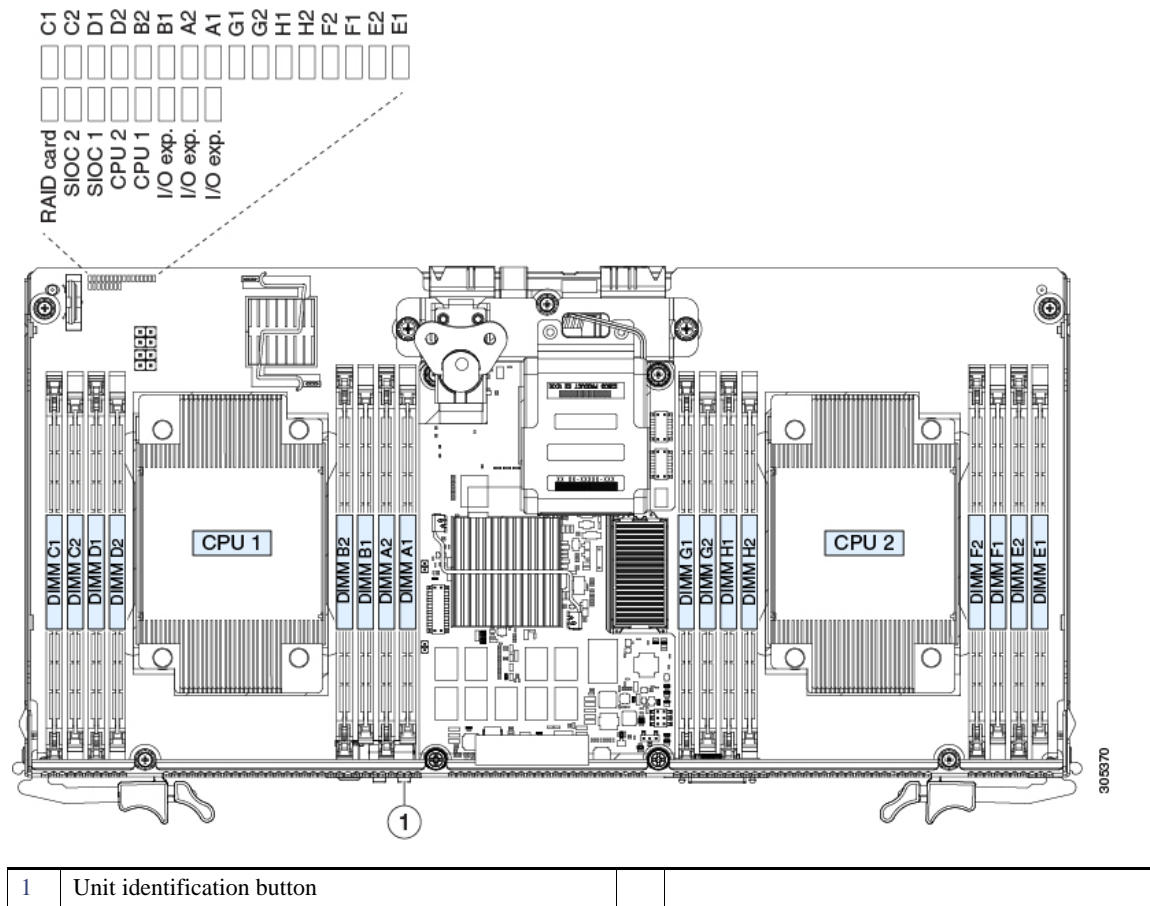 C1 C2 D1 D2 B2 B1 A2 A1 G1 G2 H1 H2 F2 F1 E2 E1
RAID card
SIOC 2
SIOC 1
CPU 2
CPU 1
I/O exp.
I/O exp.
I/O exp.
DIMM C1
DIMM C2
DIMM D1
DIMM D2
CPU 1
DIMM B2
DIMM B1
DIMM A2
DIMM A1
DIMM G1
DIMM G2
DIMM H1
DIMM H2
CPU 2
DIMM F2
DIMM F1
DIMM E2
DIMM E1
305370
1
1 Unit identification button